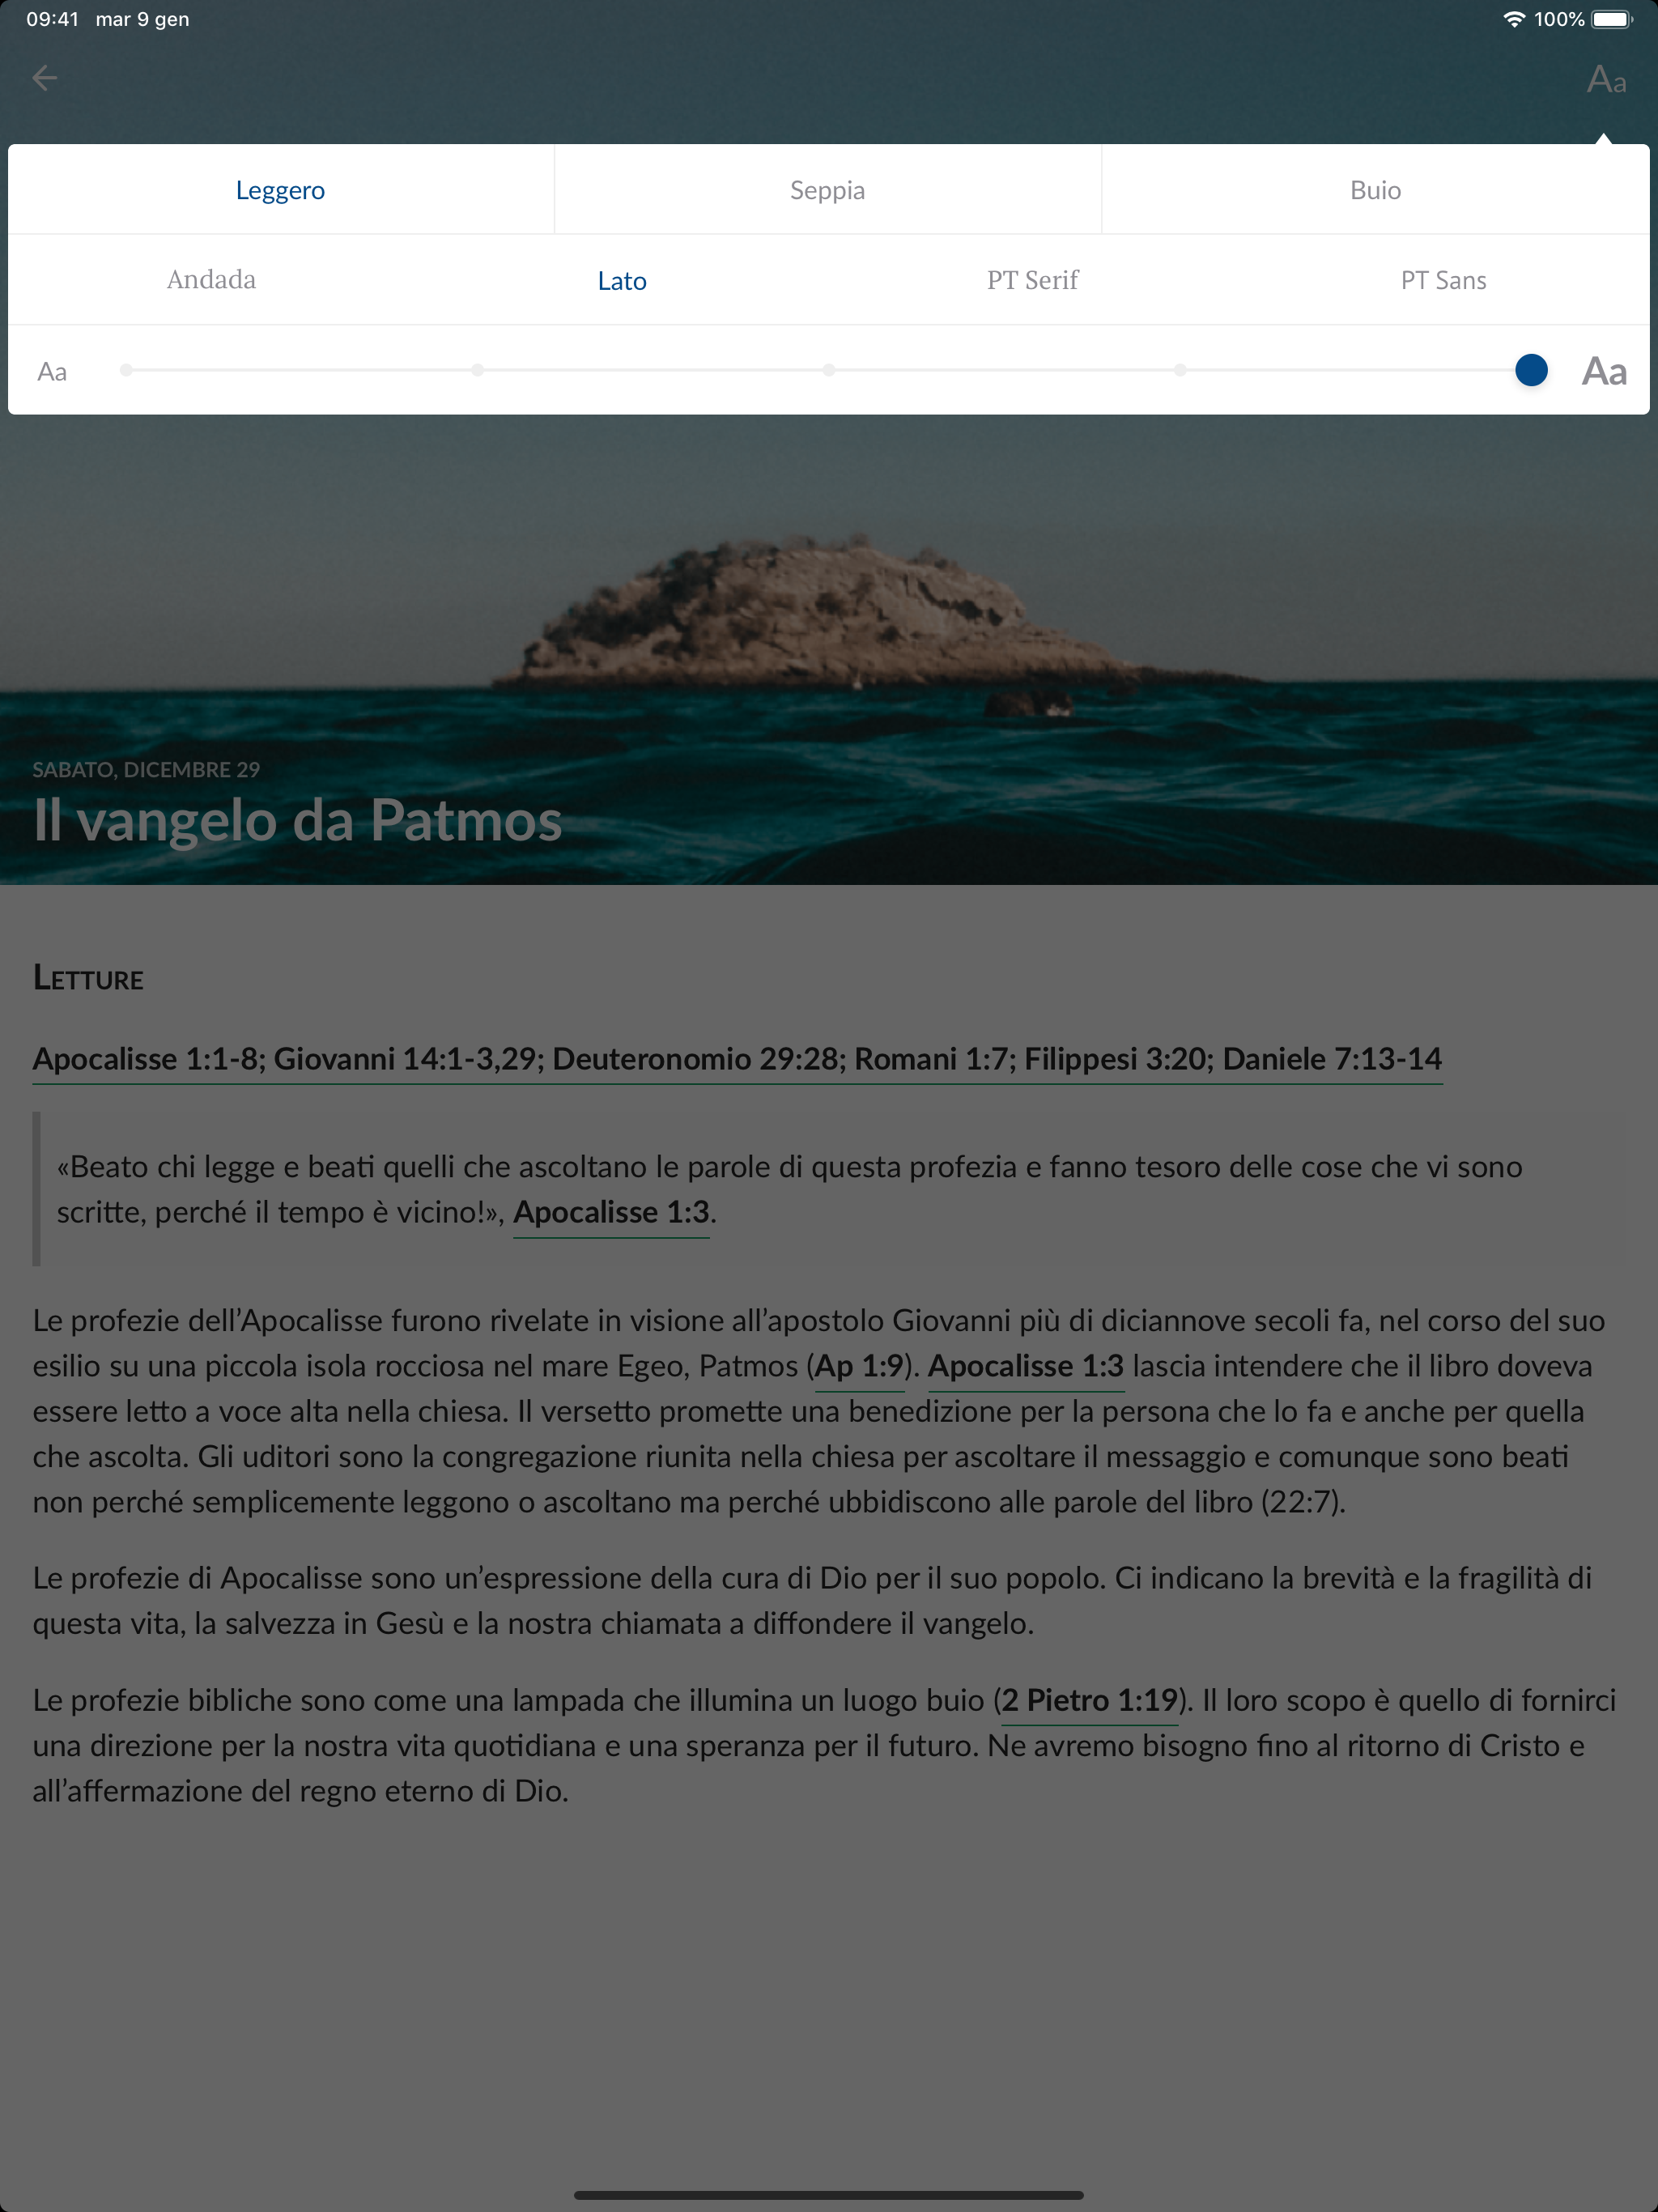 09:41 mar 9 gen 100%
Aa
Leggero Seppia Buio
Andada Lato PT Serif PT Sans
Aa Aa
SABATO, DICEMBRE 29
Il vangelo da Patmos
LETTURE
Apocalisse 1:1-8; Giovanni 14:1-3,29; Deuteronomio 29:28; Romani 1:7; Filippesi 3:20; Daniele 7:13-14
«Beato chi legge e beati quelli che ascoltano le parole di questa profezia e fanno tesoro delle cose che vi sono
scritte, perché il tempo è vicino!», Apocalisse 1:3.
Le profezie dell’Apocalisse furono rivelate in visione all’apostolo Giovanni più di diciannove secoli fa, nel corso del suo
esilio su una piccola isola rocciosa nel mare Egeo, Patmos (Ap 1:9). Apocalisse 1:3 lascia intendere che il libro doveva
essere letto a voce alta nella chiesa. Il versetto promette una benedizione per la persona che lo fa e anche per quella
che ascolta. Gli uditori sono la congregazione riunita nella chiesa per ascoltare il messaggio e comunque sono beati
non perché semplicemente leggono o ascoltano ma perché ubbidiscono alle parole del libro (22:7).
Le profezie di Apocalisse sono un’espressione della cura di Dio per il suo popolo. Ci indicano la brevità e la fragilità di
questa vita, la salvezza in Gesù e la nostra chiamata a diffondere il vangelo.
Le profezie bibliche sono come una lampada che illumina un luogo buio (2 Pietro 1:19). Il loro scopo è quello di fornirci
una direzione per la nostra vita quotidiana e una speranza per il futuro. Ne avremo bisogno fino al ritorno di Cristo e
all’affermazione del regno eterno di Dio.